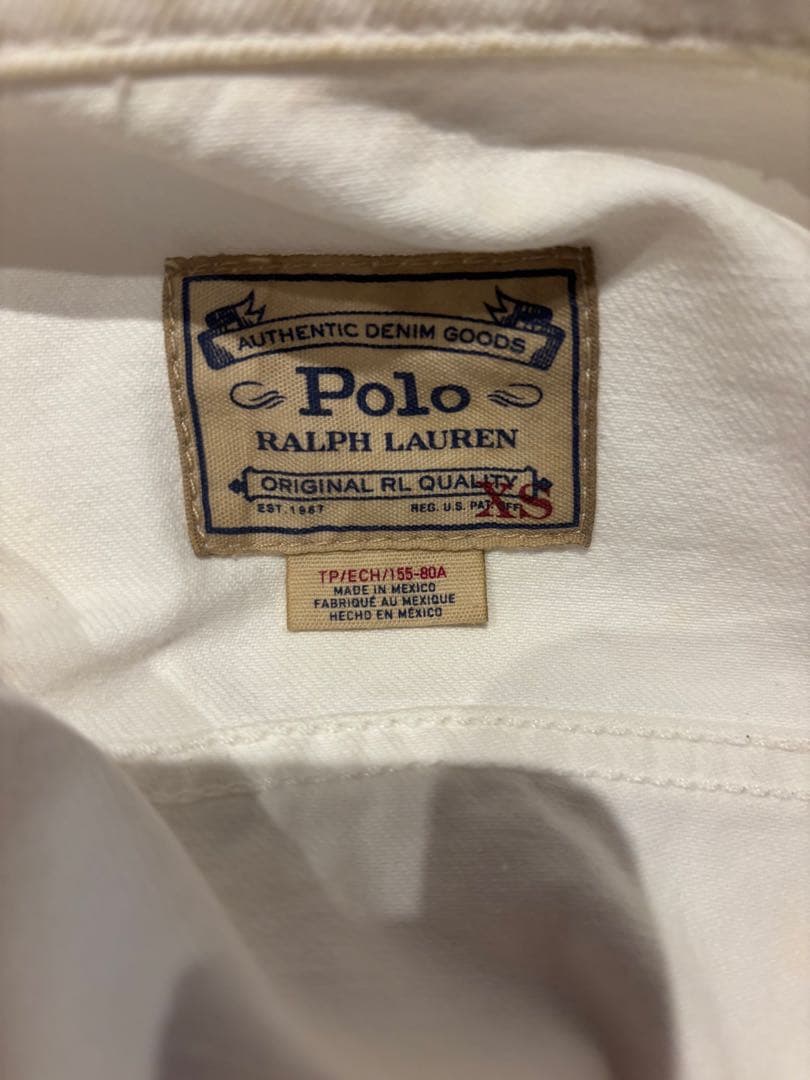 AUTHENTIC DENIM GOODS
Polo
RALPH LAUREN
ORIGINAL RL QUALITY
XS
EST. 1967 REG. U.S. PAT. OFF.
TP/ECH/155-80A
MADE IN MEXICO
FABRIQUÉ AU MEXIQUE
HECHO EN MÉXICO